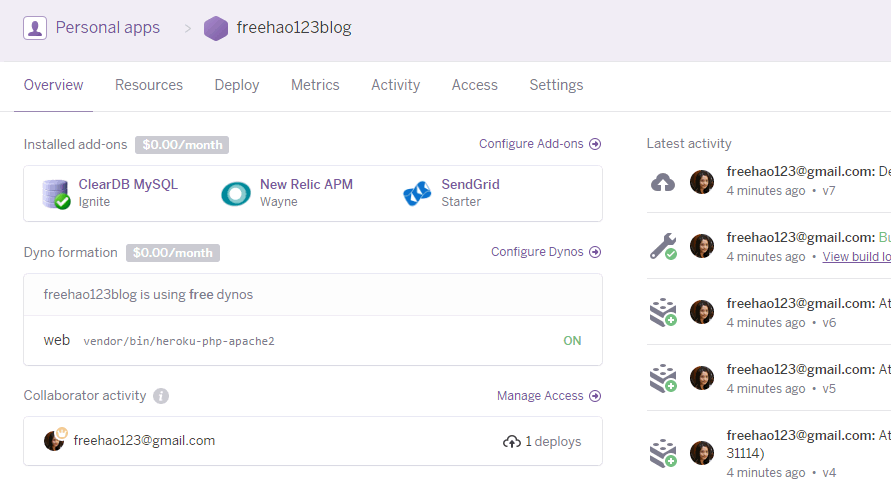 Personal apps > freehao123blog
Overview Resources Deploy Metrics Activity Access Settings
Installed add-ons $0.00/month Configure Add-ons
ClearDB MySQL New Relic APM SendGrid
Ignite Wayne Starter
Dyno formation $0.00/month Configure Dynos
freehao123blog is using free dynos
web vendor/bin/heroku-php-apache2 ON
Collaborator activity i Manage Access
freehao123@gmail.com 1 deploys
Latest activity
freehao123@gmail.com: De
4 minutes ago • v7
freehao123@gmail.com: Bu
4 minutes ago • View build lo
freehao123@gmail.com: At
4 minutes ago • v6
freehao123@gmail.com: At
4 minutes ago • v5
freehao123@gmail.com: At
31114)
4 minutes ago • v4